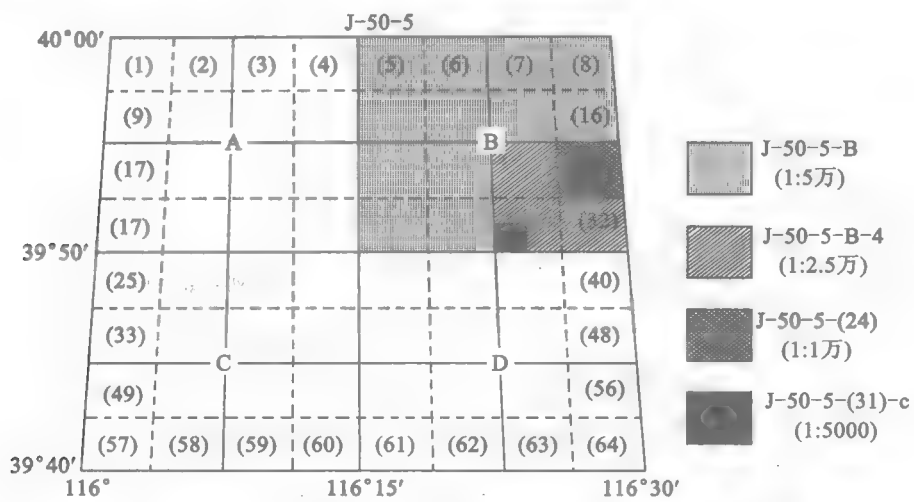 J-50-5
40°00′
(1) (2) (3) (4) (5) (6) (7) (8)
(9) (16)
A B
(17)
(17) (32)
39°50′
(25) (40)
(33) (48)
C D
(49) (56)
(57) (58) (59) (60) (61) (62) (63) (64)
39°40′
116° 116°15′ 116°30′
J-50-5-B
(1:5万)
J-50-5-B-4
(1:2.5万)
J-50-5-(24)
(1:1万)
J-50-5-(31)-c
(1:5000)